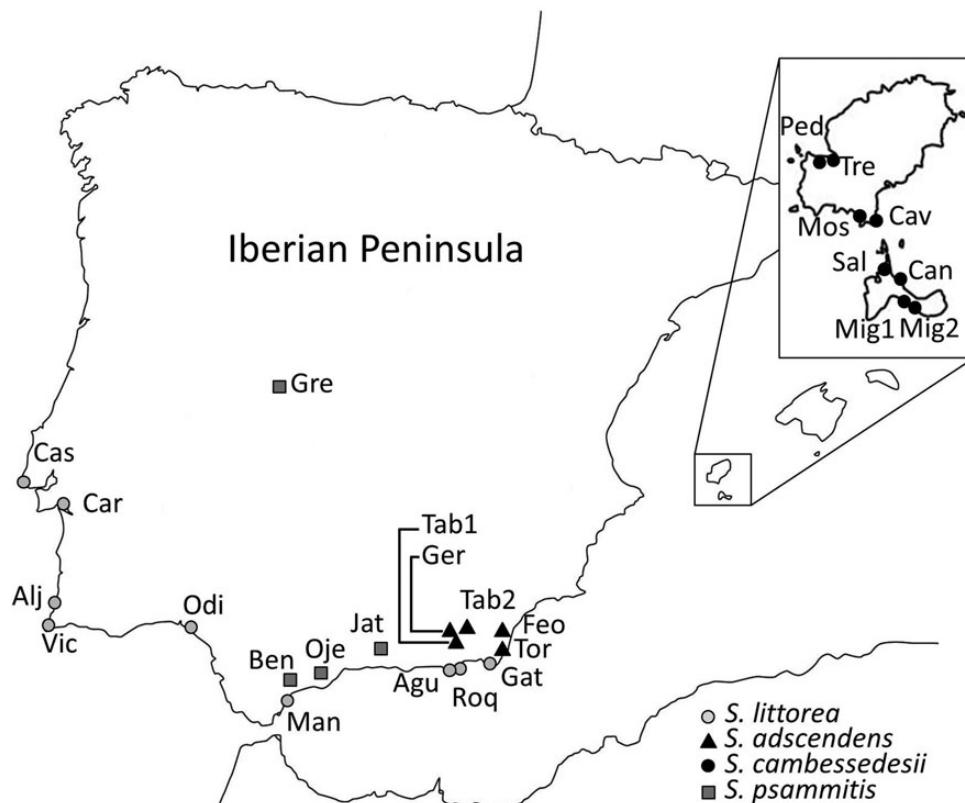 Ped
Tre
Mos
Cav
Sal
Can
Mig1
Mig2
Iberian Peninsula
Gre
Cas
Car
Tab1
Ger
Tab2
Alj
Vic
Odi
Jat
Feo
Tor
Ben
Oje
Agu
Roq
Gat
Man
S. littorea
S. adscendens
S. cambessedesii
S. psammitis